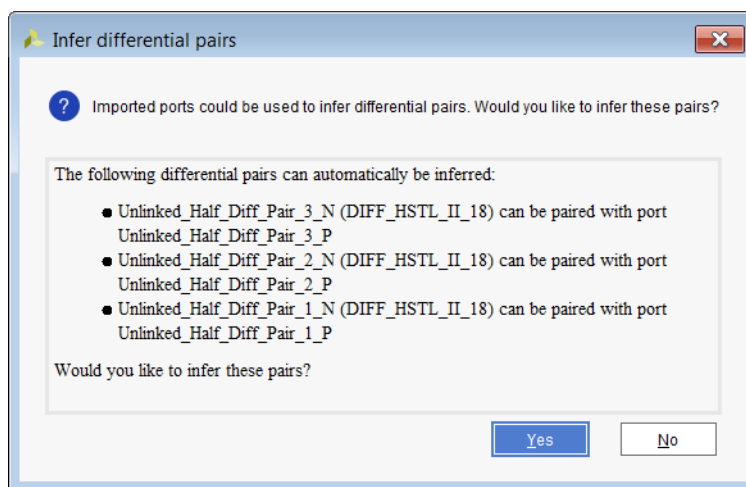 Infer differential pairs
Imported ports could be used to infer differential pairs. Would you like to infer these pairs?
The following differential pairs can automatically be inferred:
Unlinked_Half_Diff_Pair_3_N (DIFF_HSTL_II_18) can be paired with port
Unlinked_Half_Diff_Pair_3_P
Unlinked_Half_Diff_Pair_2_N (DIFF_HSTL_II_18) can be paired with port
Unlinked_Half_Diff_Pair_2_P
Unlinked_Half_Diff_Pair_1_N (DIFF_HSTL_II_18) can be paired with port
Unlinked_Half_Diff_Pair_1_P
Would you like to infer these pairs?
Yes No